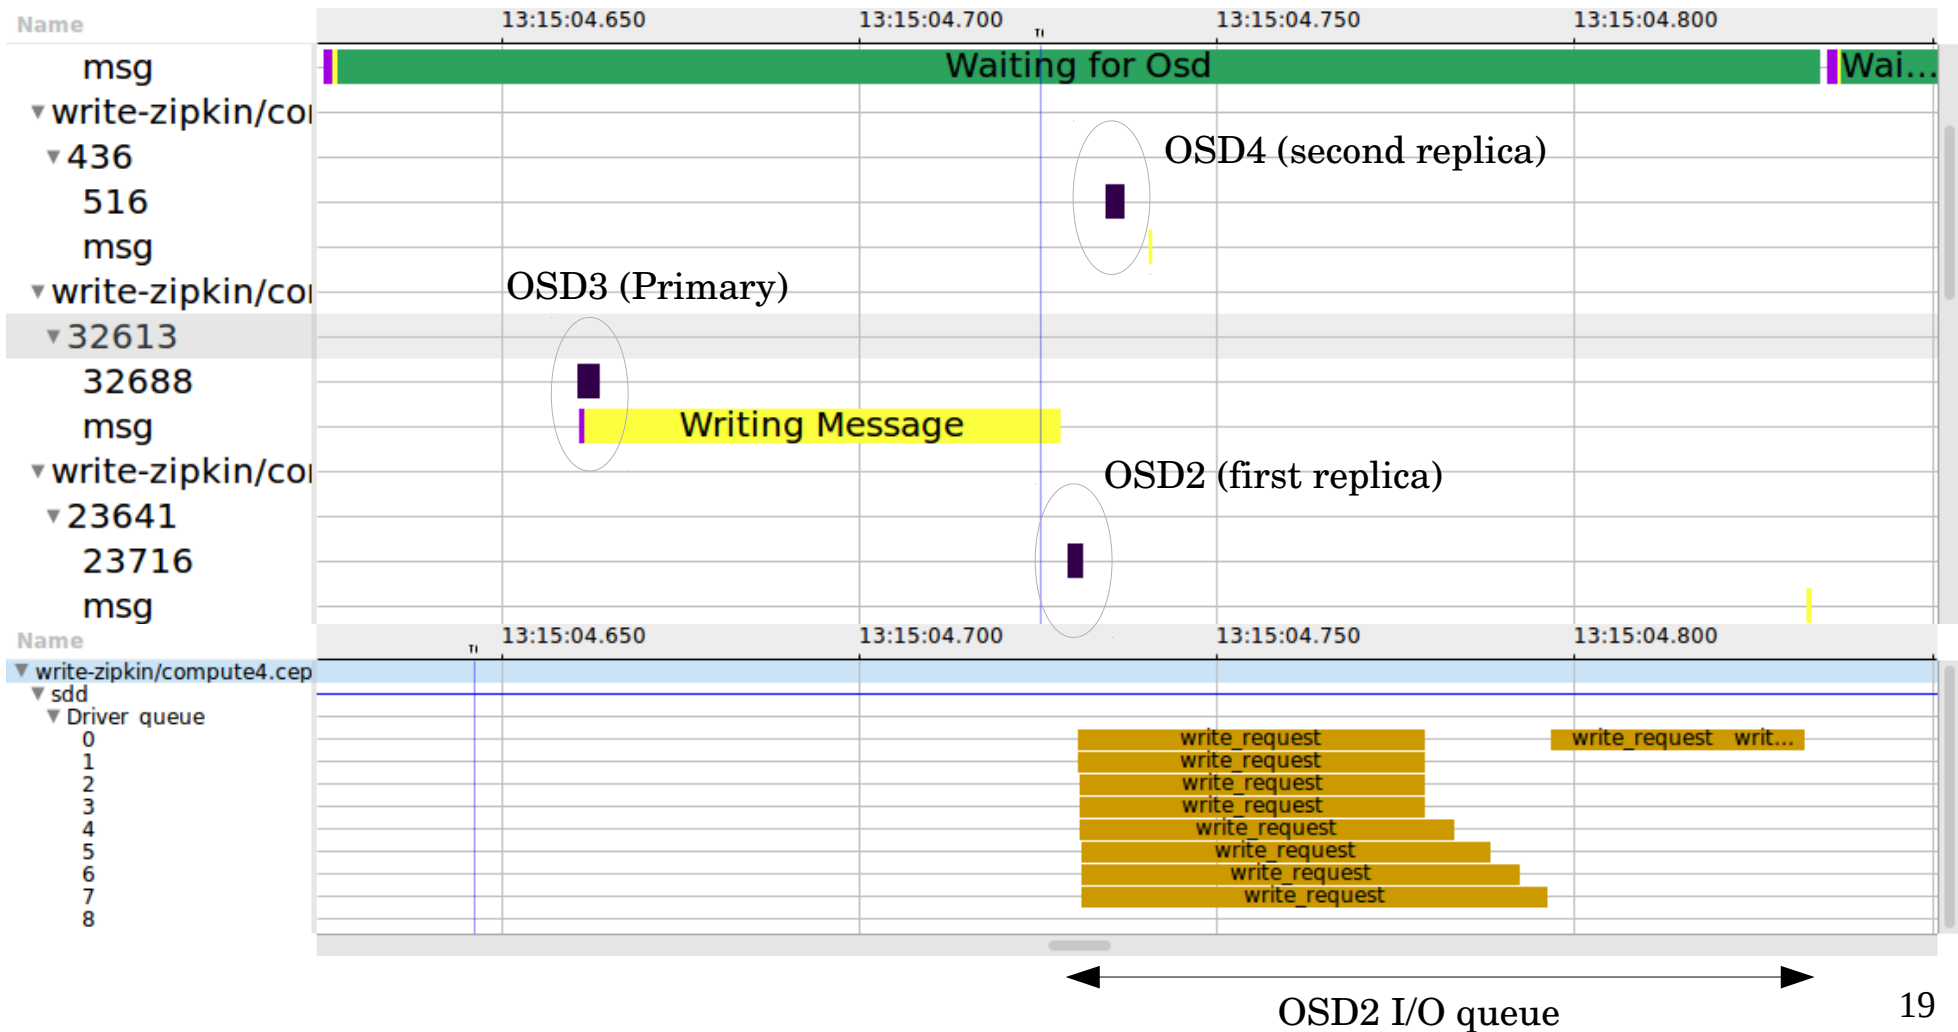 Name 13:15:04.650 13:15:04.700 13:15:04.750 13:15:04.800
msg Waiting for Osd Wai...
write-zipkin/co
436 OSD4 (second replica)
516
msg
write-zipkin/co OSD3 (Primary)
32613
32688
msg Writing Message
write-zipkin/co OSD2 (first replica)
23641
23716
msg
Name 13:15:04.650 13:15:04.700 13:15:04.750 13:15:04.800
write-zipkin/compute4.cep
sdd
Driver queue
0 write_request write_request writ...
1 write_request
2 write_request
3 write_request
4 write_request
5 write_request
6 write_request
7 write_request
8
OSD2 I/O queue
19